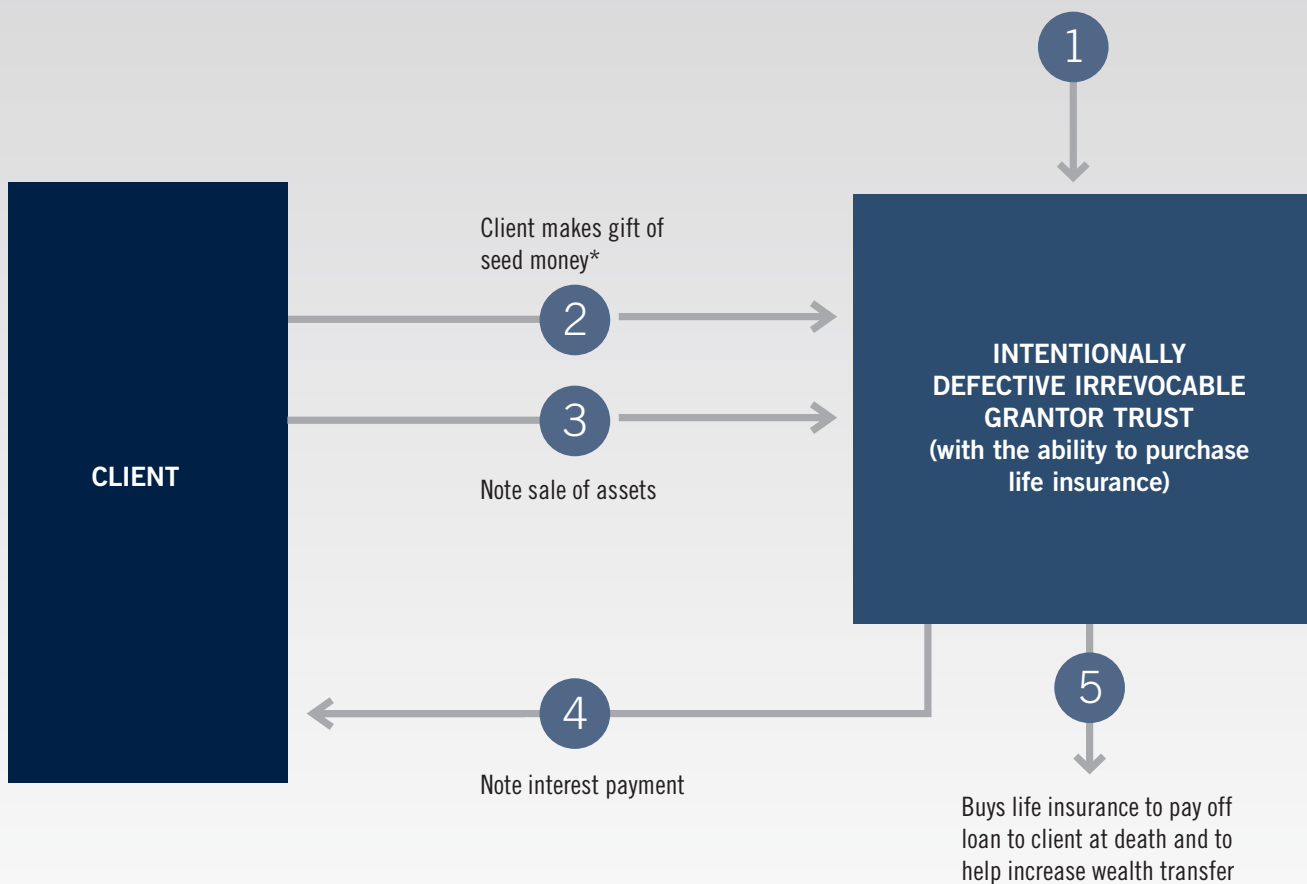 1
Client makes gift of
seed money*
2
3
Note sale of assets
CLIENT
INTENTIONALLY
DEFECTIVE IRREVOCABLE
GRANTOR TRUST
(with the ability to purchase
life insurance)
4
Note interest payment
5
Buys life insurance to pay off
loan to client at death and to
help increase wealth transfer